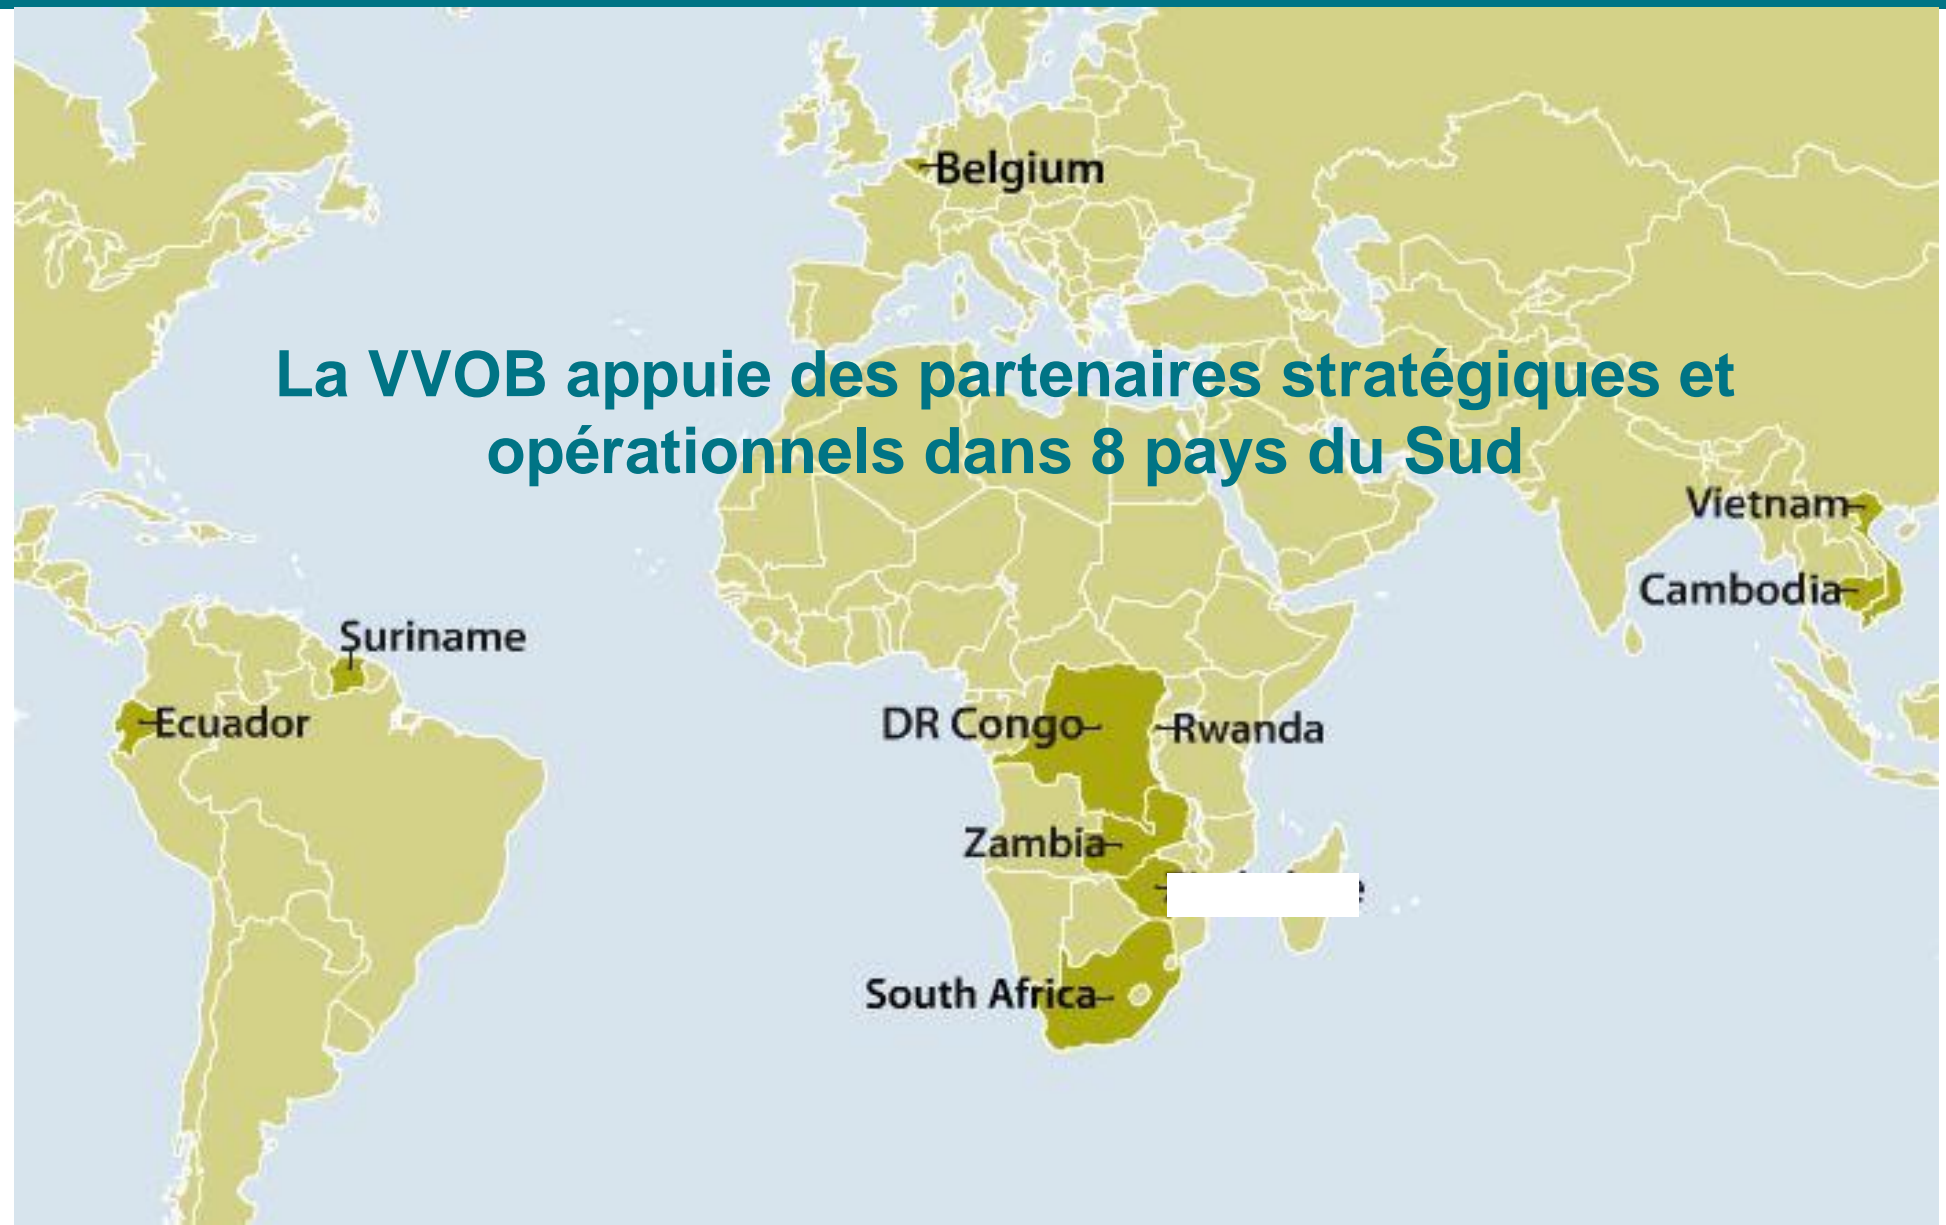 Belgium
La VVOB appuie des partenaires stratégiques et
opérationnels dans 8 pays du Sud
Vietnam
Cambodia
Suriname
Ecuador
DR Congo
Rwanda
Zambia
South Africa